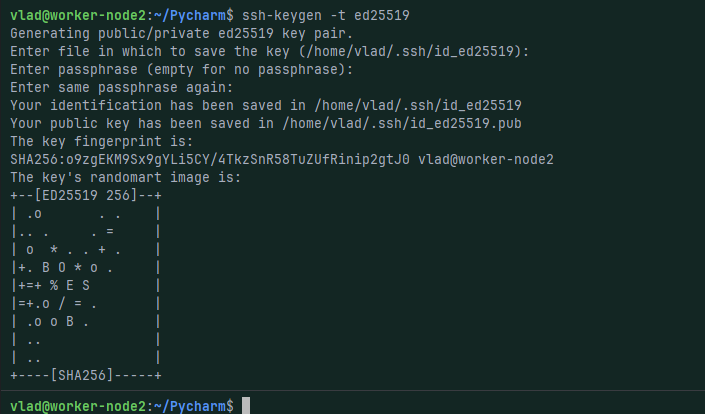 vlad@worker-node2:~/Pycharm$ ssh-keygen -t ed25519
Generating public/private ed25519 key pair.
Enter file in which to save the key (/home/vlad/.ssh/id_ed25519):
Enter passphrase (empty for no passphrase):
Enter same passphrase again:
Your identification has been saved in /home/vlad/.ssh/id_ed25519
Your public key has been saved in /home/vlad/.ssh/id_ed25519.pub
The key fingerprint is:
SHA256:o9zgEKM9Sx9gYLi5CY/4TkzSnR58TuZUfRinip2gtJ0 vlad@worker-node2
The key's randomart image is:
+--[ED25519 256]--+
| .o       . .    |
|.. .     . =     |
| o  * . . + .    |
|+. B O * o .     |
|+=+ % E S        |
|=+.o / = .       |
| .o o B .        |
| ..              |
| ..              |
+----[SHA256]-----+
vlad@worker-node2:~/Pycharm$